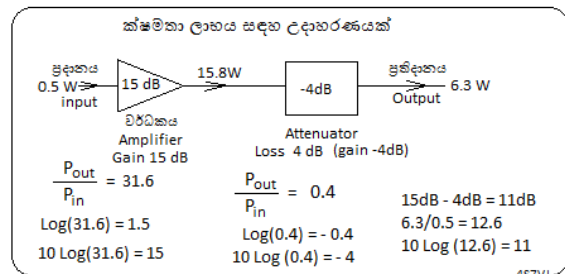 ක්ෂමතා ලාභය සඳහා උදාහරණයක්
ප්‍රදානය
0.5 W
input
15 dB
15.8W
-4dB
ප්‍රතිදානය
Output
6.3 W
වර්ධකය
Amplifier
Gain 15 dB
Attenuator
Loss 4 dB (gain -4dB)
Pout
Pin
= 31.6
Log(31.6) = 1.5
10 Log(31.6) = 15
Pout
Pin
= 0.4
Log(0.4) = - 0.4
10 Log (0.4) = - 4
15dB - 4dB = 11dB
6.3/0.5 = 12.6
10 Log (12.6) = 11